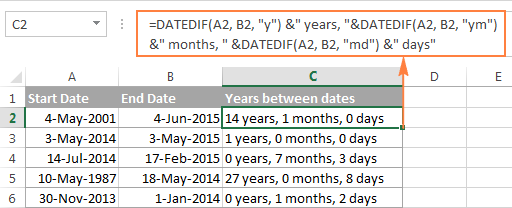 C2
=DATEDIF(A2, B2, "y") &" years, "&DATEDIF(A2, B2, "ym")
&" months, " &DATEDIF(A2, B2, "md") &" days"
A B C D E
1 Start Date End Date Years between dates
2 4-May-2001 4-Jun-2015 14 years, 1 months, 0 days
3 3-May-2014 3-May-2015 1 years, 0 months, 0 days
4 14-Jul-2014 17-Feb-2015 0 years, 7 months, 3 days
5 10-May-1987 18-May-2014 27 years, 0 months, 8 days
6 30-Nov-2013 1-Jan-2014 0 years, 1 months, 2 days